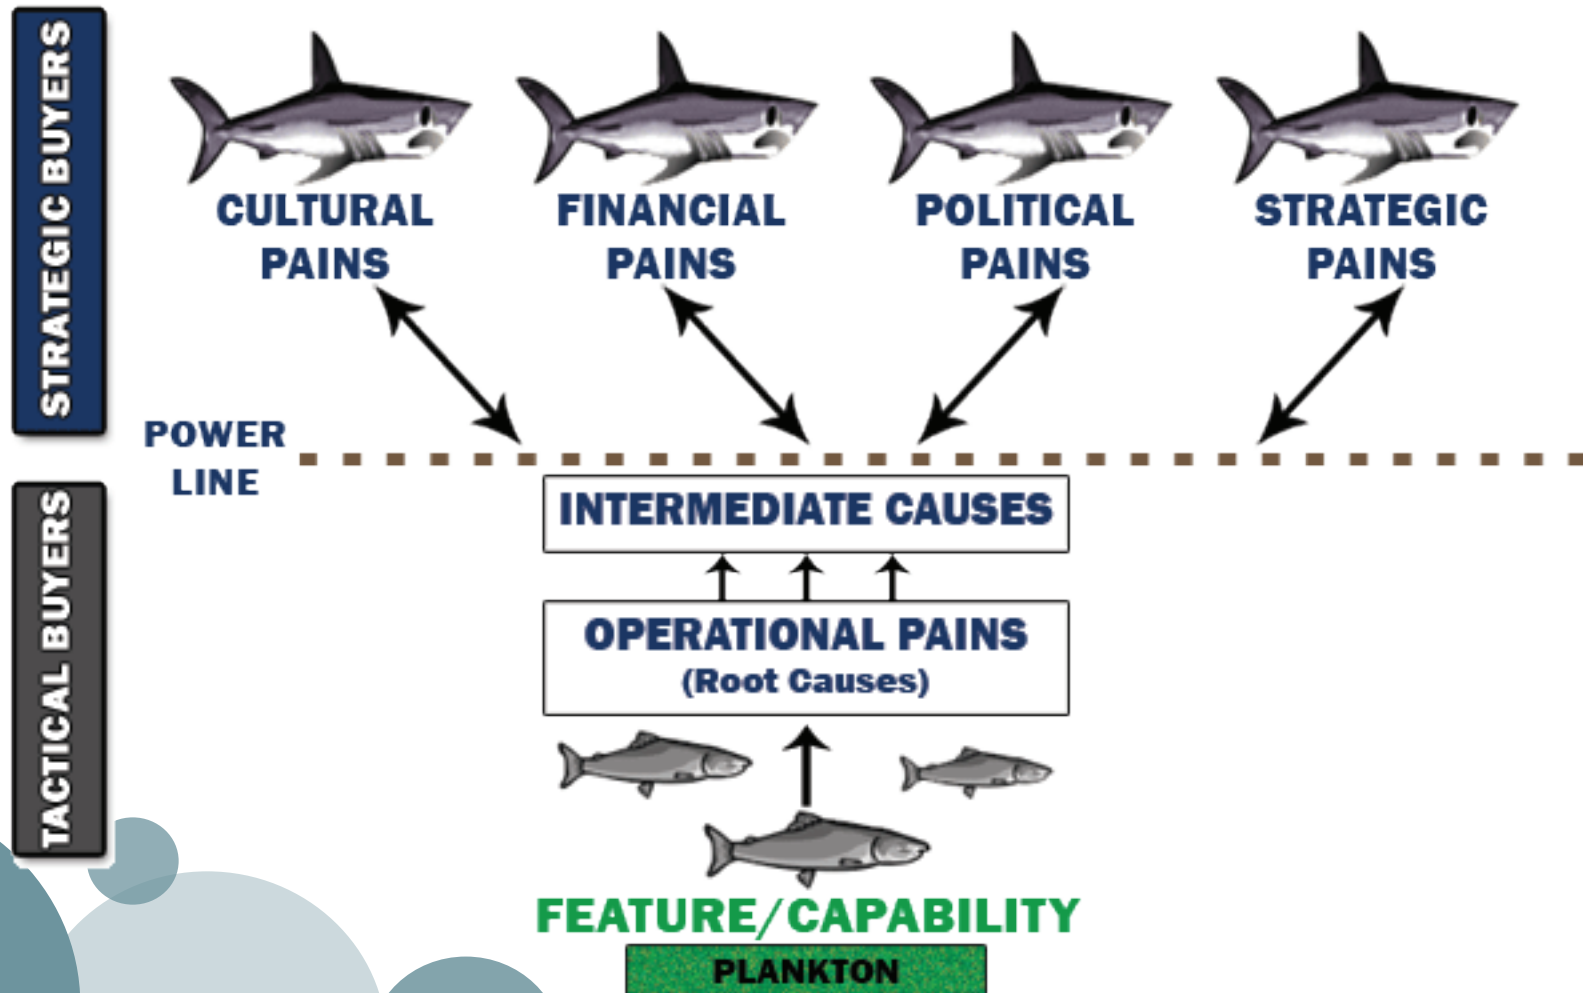 STRATEGIC BUYERS
CULTURAL
PAINS
FINANCIAL
PAINS
POLITICAL
PAINS
STRATEGIC
PAINS
POWER
LINE
TACTICAL BUYERS
INTERMEDIATE CAUSES
OPERATIONAL PAINS
(Root Causes)
FEATURE/CAPABILITY
PLANKTON